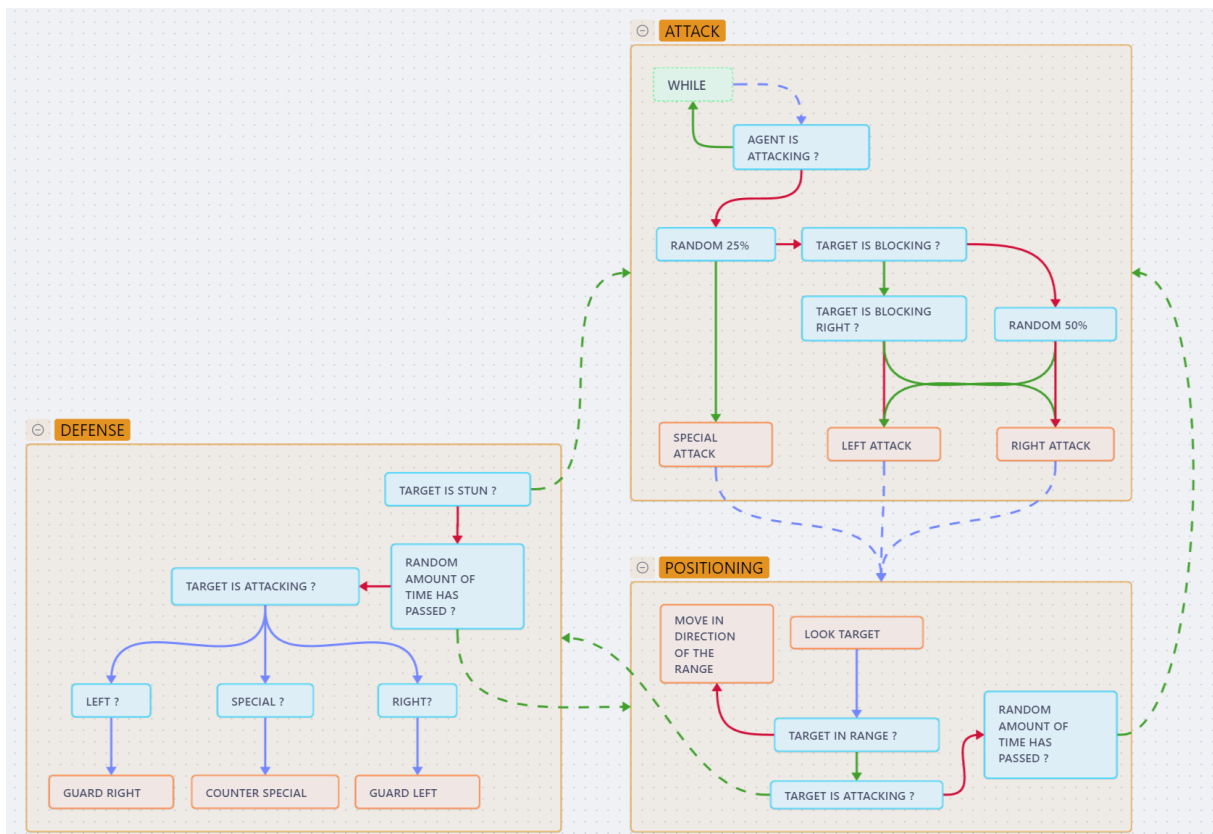 ATTACK
WHILE
AGENT IS
ATTACKING ?
RANDOM 25%
TARGET IS BLOCKING ?
TARGET IS BLOCKING
RIGHT ?
RANDOM 50%
SPECIAL
ATTACK
LEFT ATTACK
RIGHT ATTACK
DEFENSE
TARGET IS STUN ?
RANDOM
AMOUNT OF
TIME HAS
PASSED ?
TARGET IS ATTACKING ?
LEFT ?
SPECIAL ?
RIGHT?
GUARD RIGHT
COUNTER SPECIAL
GUARD LEFT
POSITIONING
MOVE IN
DIRECTION
OF THE
RANGE
LOOK TARGET
TARGET IN RANGE ?
RANDOM
AMOUNT OF
TIME HAS
PASSED ?
TARGET IS ATTACKING ?